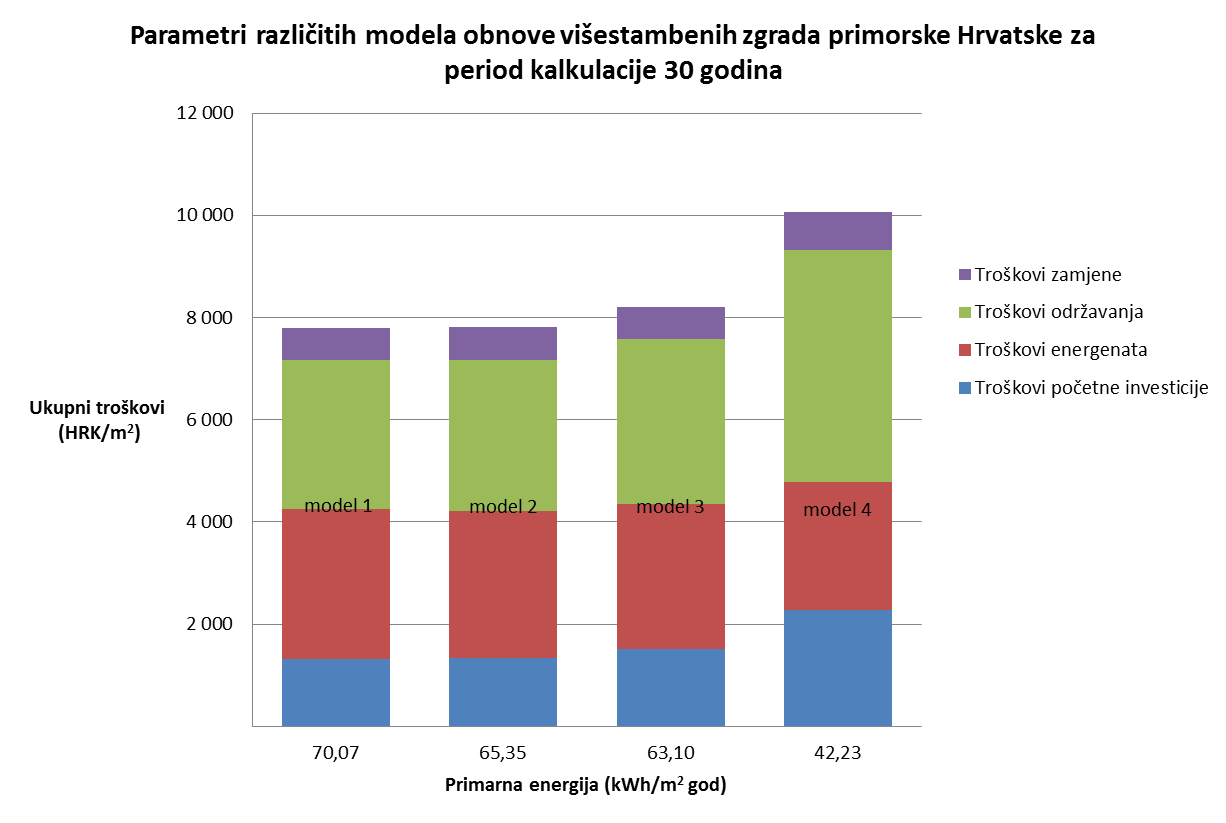 Parametri različitih modela obnove višestambenih zgrada primorske Hrvatske za
period kalkulacije 30 godina
12 000
10 000
8 000
6 000
4 000
2 000
Ukupni troškovi
(HRK/m²)
model 1
model 2
model 3
model 4
70,07
65,35
63,10
42,23
Primarna energija (kWh/m² god)
Troškovi zamjene
Troškovi održavanja
Troškovi energenata
Troškovi početne investicije